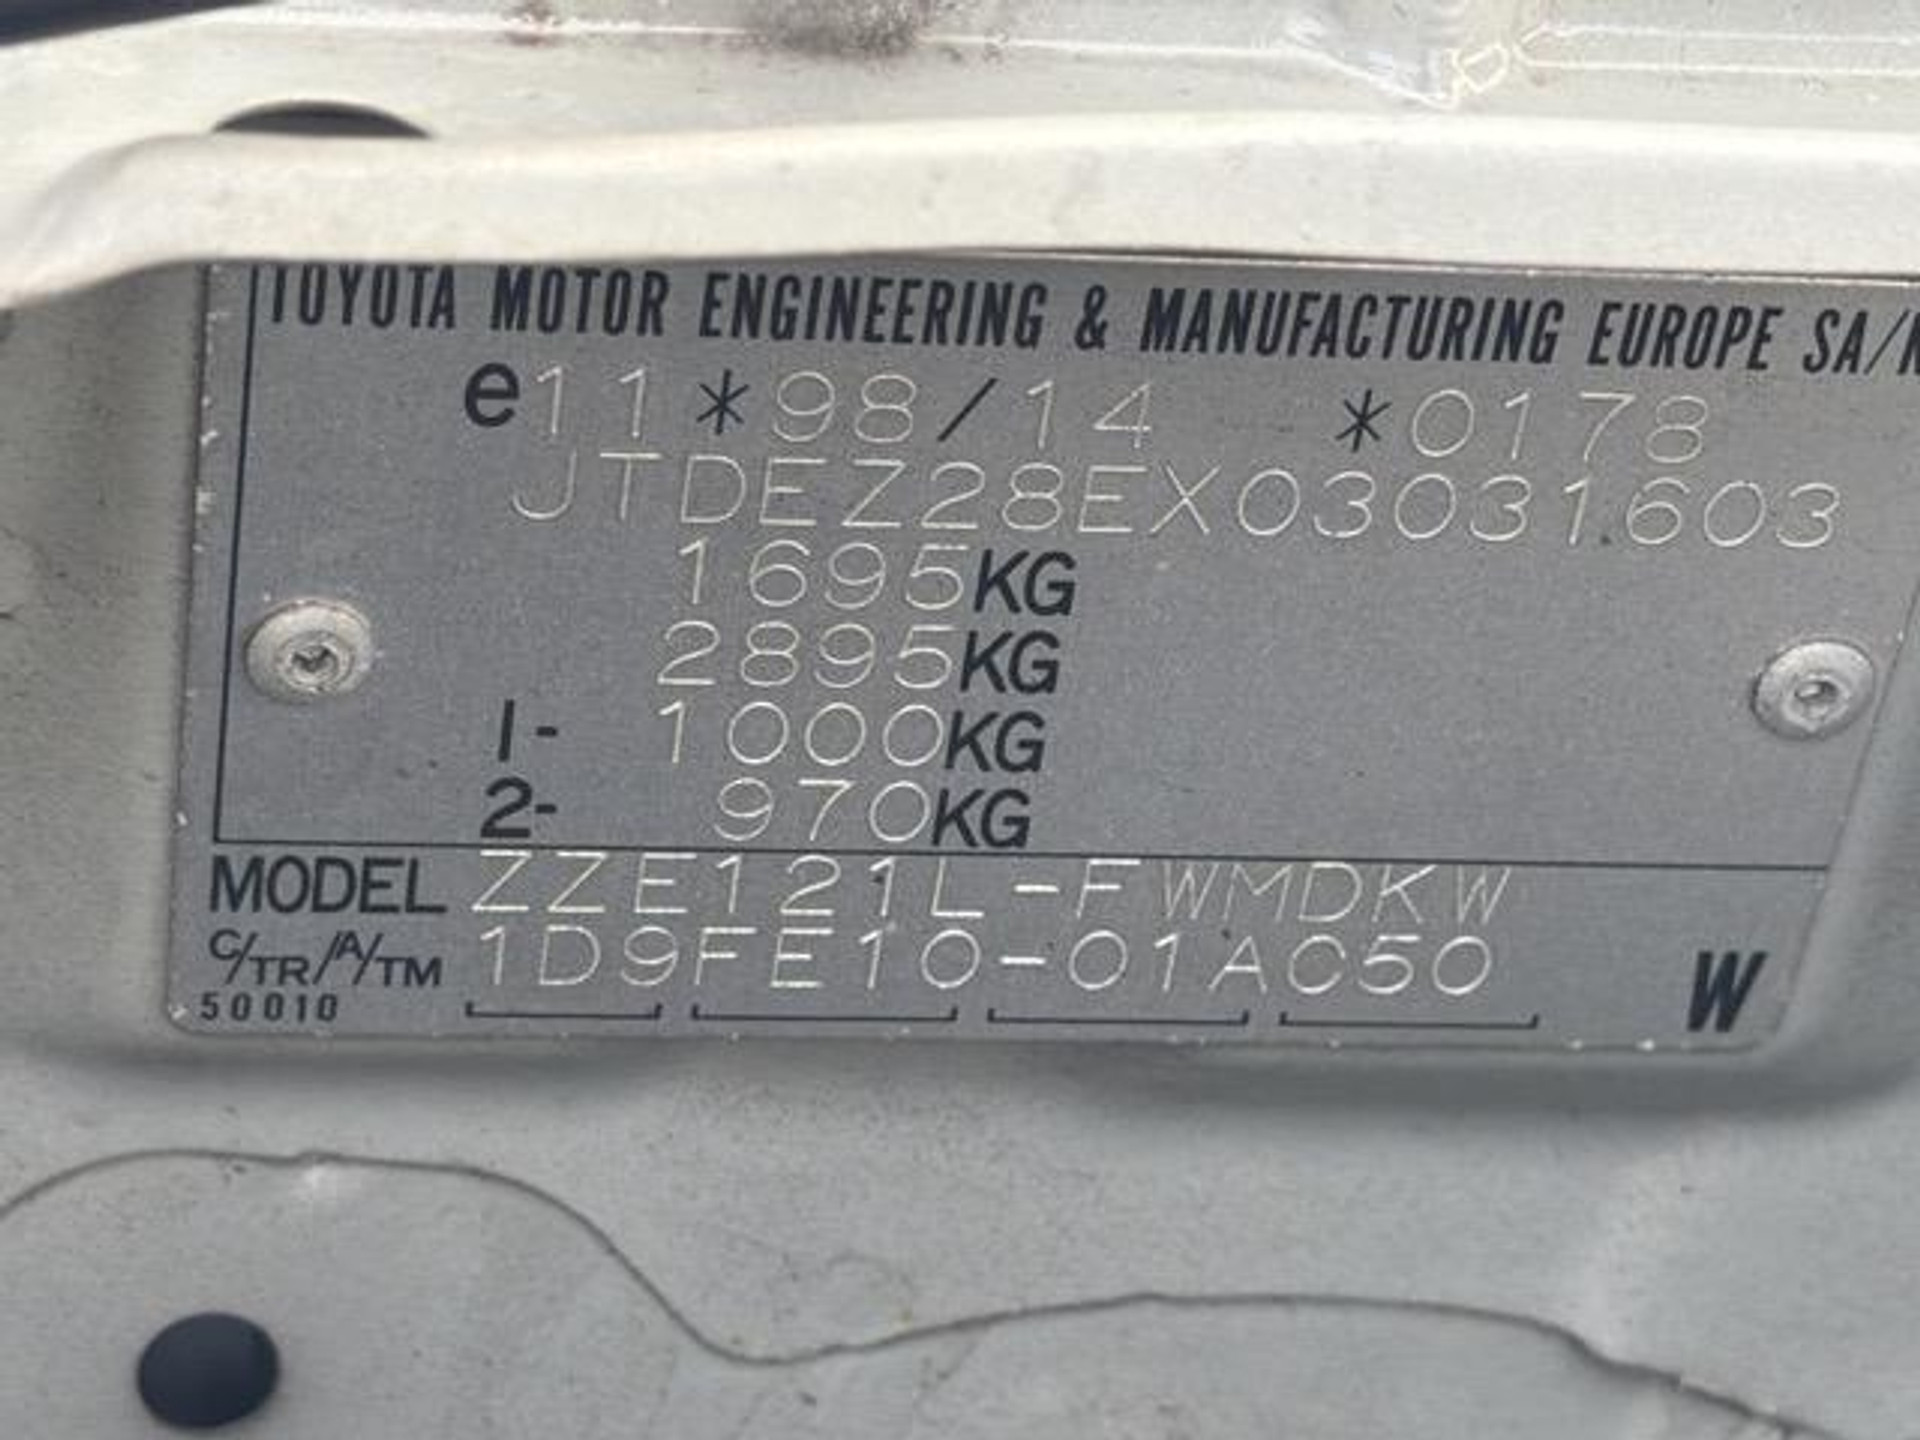 TOYOTA MOTOR ENGINEERING & MANUFACTURING EUROPE SA/N
e11*98/14 *0178
JTDEZ28EX03031603
1695KG
2895KG
1- 1000KG
2- 970KG
MODEL ZZE121L-FWMDKW
C/TR/A/TM 1D9FE10-01AC50
50010 W